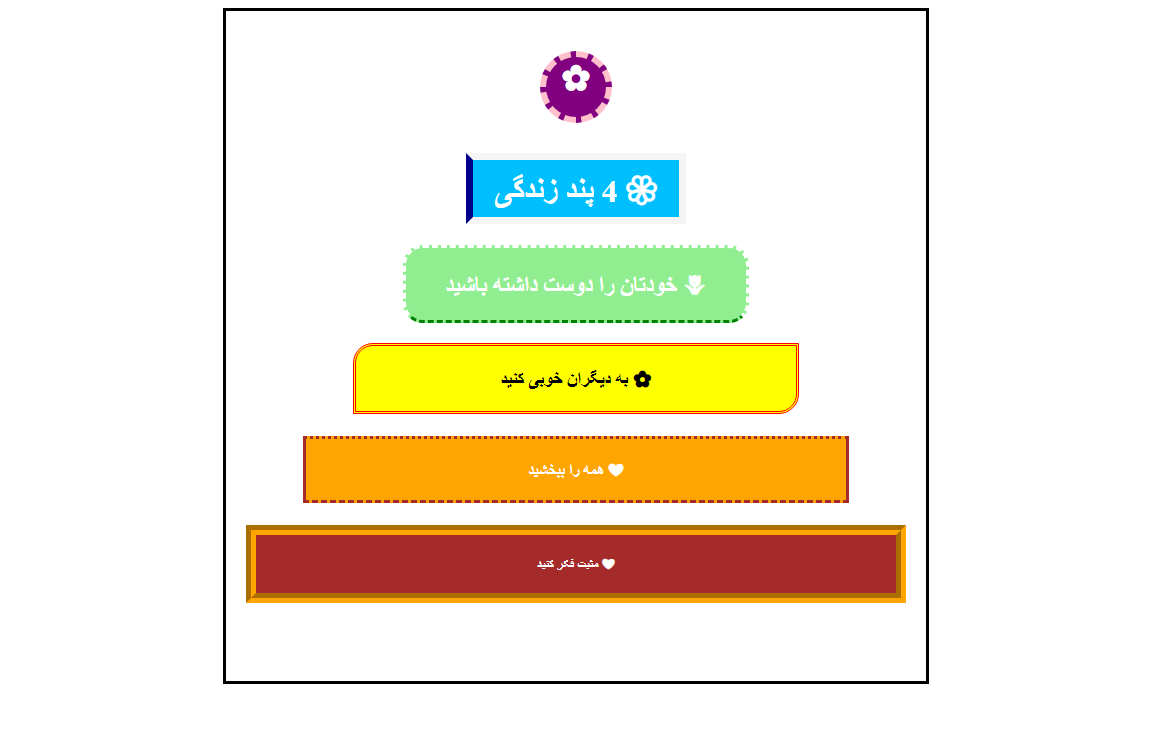 ✿
❀ 4 پند زندگی
🌷 خودتان را دوست داشته باشید
✿ به دیگران خوبی کنید
♥ همه را ببخشید
♥ مثبت فکر کنید